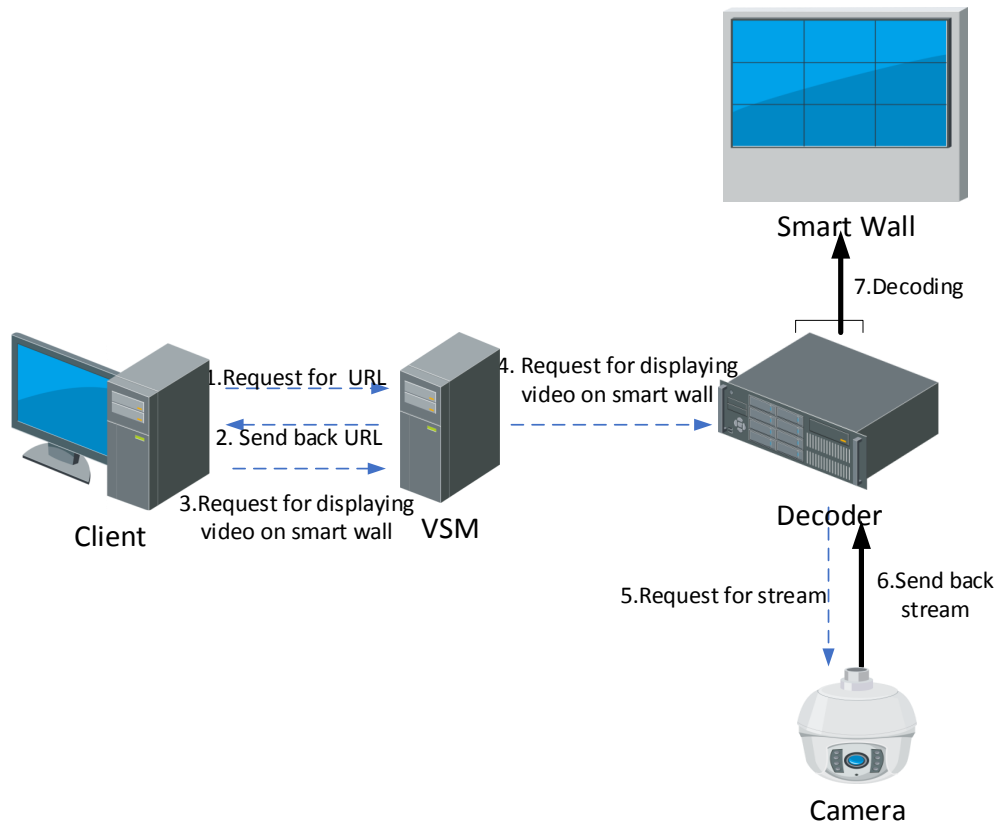 Smart Wall
7.Decoding
1.Request for URL
2. Send back URL
3.Request for displaying
video on smart wall
4. Request for displaying
video on smart wall
Client
VSM
Decoder
5.Request for stream
6.Send back
stream
Camera